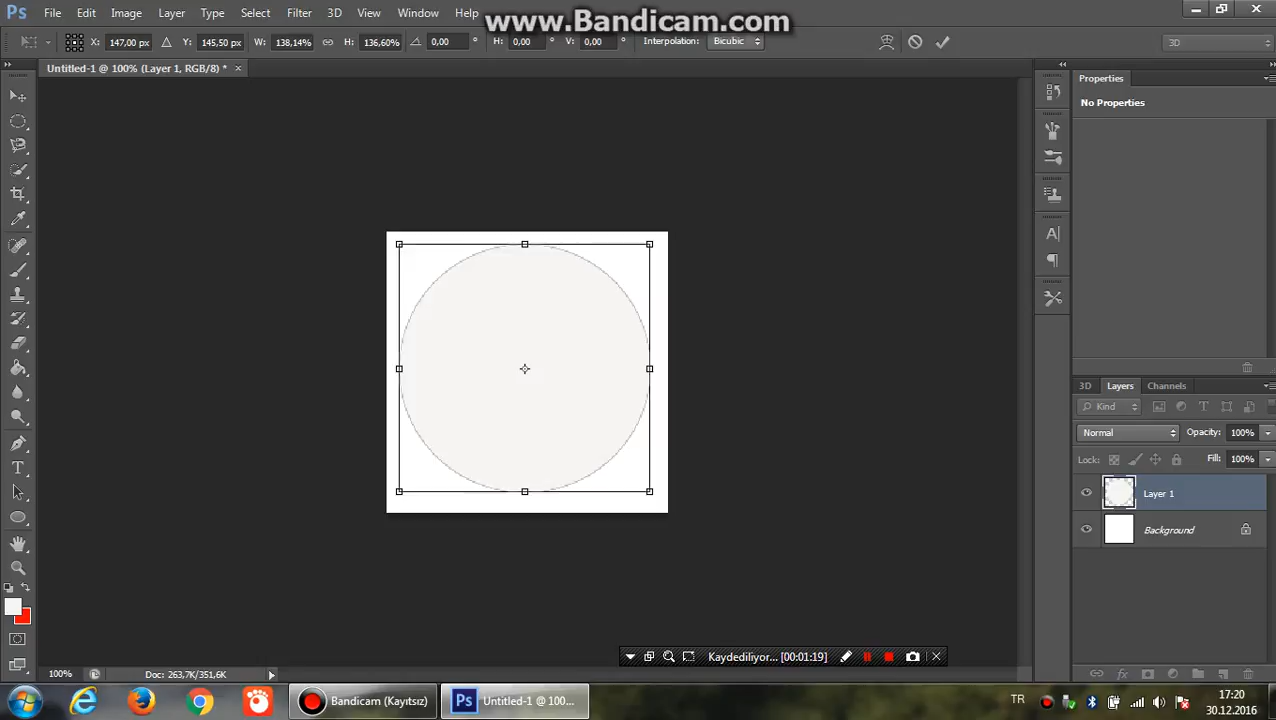 Ps File Edit Image Layer Type Select Filter 3D View Window Help
www.Bandicam.com
X: 147,00 px Y: 145,50 px W: 138,14% H: 136,60% 0,00 ° H: 0,00 ° V: 0,00 ° Interpolation: Bicubic 3D
Untitled-1 @ 100% (Layer 1, RGB/8) * ×
Properties
No Properties
3D Layers Channels
Kind
Normal Opacity: 100%
Lock: Fill: 100%
Layer 1
Background
Kaydediliyor... [00:01:19]
100% Doc: 263,7K/351,6K
Bandicam (Kayıtsız) Ps Untitled-1 @ 100... TR 17:20
30.12.2016